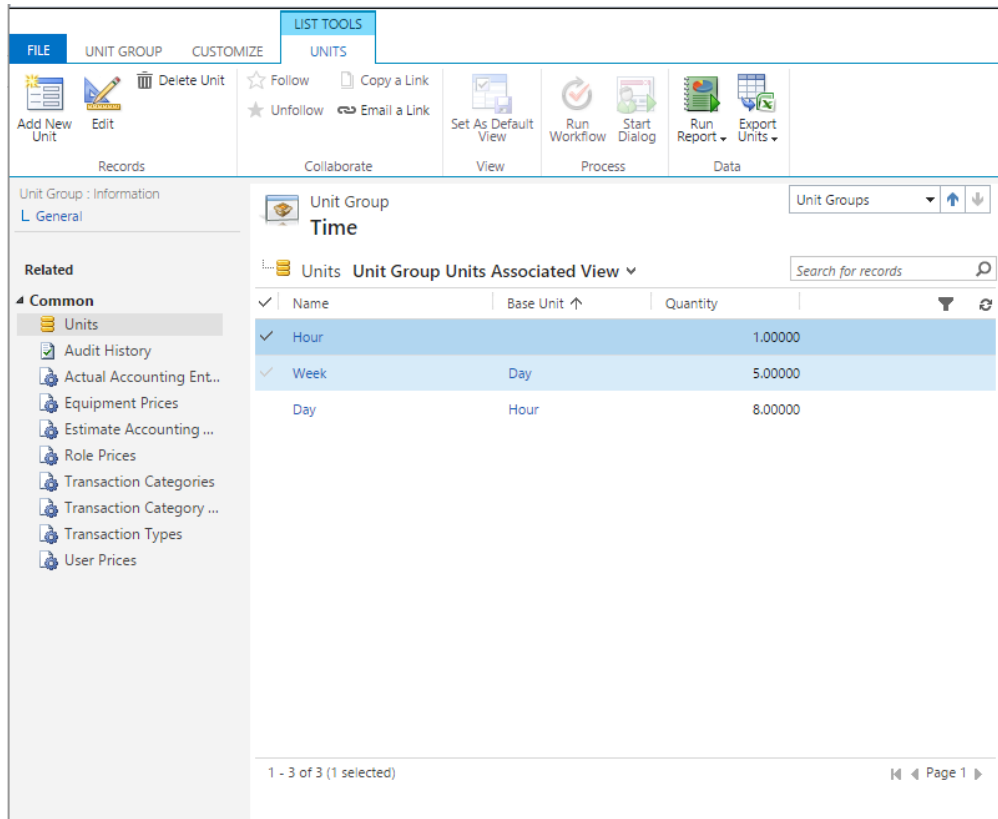 LIST TOOLS
FILE UNIT GROUP CUSTOMIZE UNITS
Add New Unit
Edit
Delete Unit
Records
Follow
Copy a Link
Unfollow
Email a Link
Collaborate
Set As Default View
View
Run Workflow
Start Dialog
Process
Run Report
Export Units
Data
Unit Group : Information
General
Related
Common
Units
Audit History
Actual Accounting Ent...
Equipment Prices
Estimate Accounting ...
Role Prices
Transaction Categories
Transaction Category ...
Transaction Types
User Prices
Unit Group
Time
Unit Groups
Units Unit Group Units Associated View
Search for records
Name Base Unit Quantity
Hour 1.00000
Week Day 5.00000
Day Hour 8.00000
1 - 3 of 3 (1 selected)
Page 1